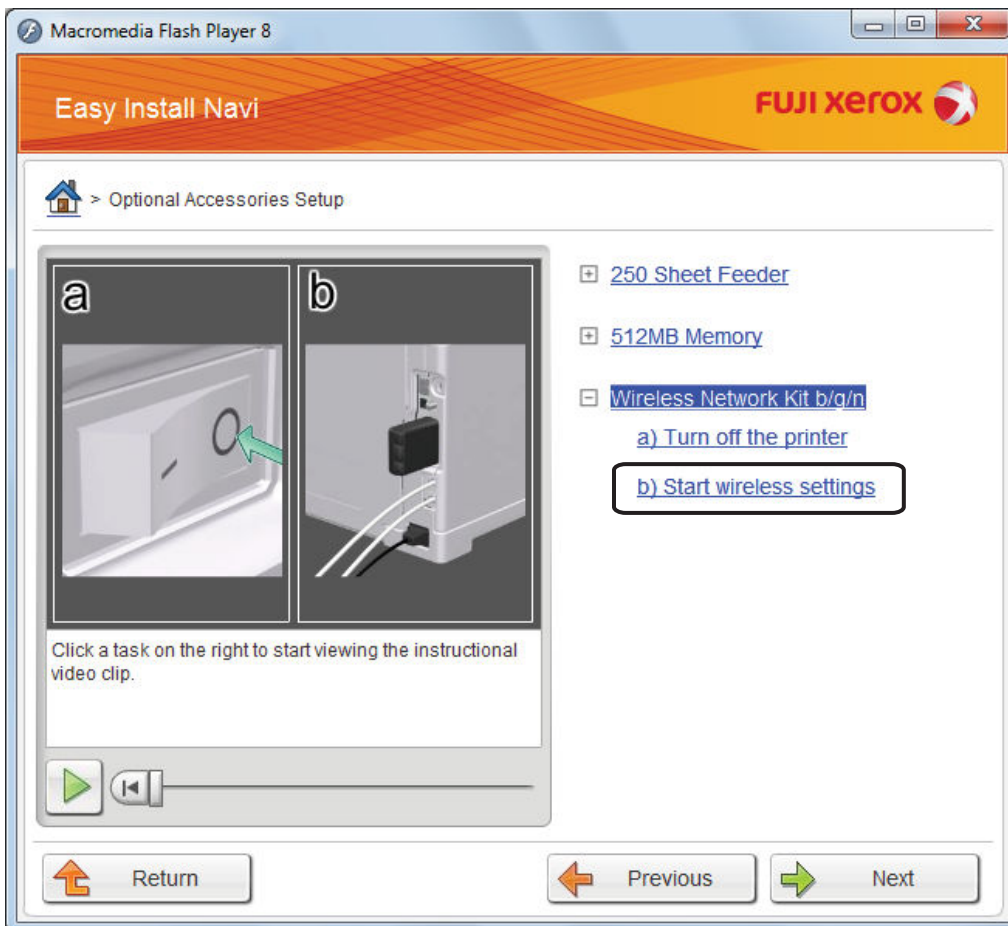 Macromedia Flash Player 8
Easy Install Navi
FUJI xerox
> Optional Accessories Setup
a
b
Click a task on the right to start viewing the instructional
video clip.
250 Sheet Feeder
512MB Memory
Wireless Network Kit b/g/n
a) Turn off the printer
b) Start wireless settings
Return
Previous
Next